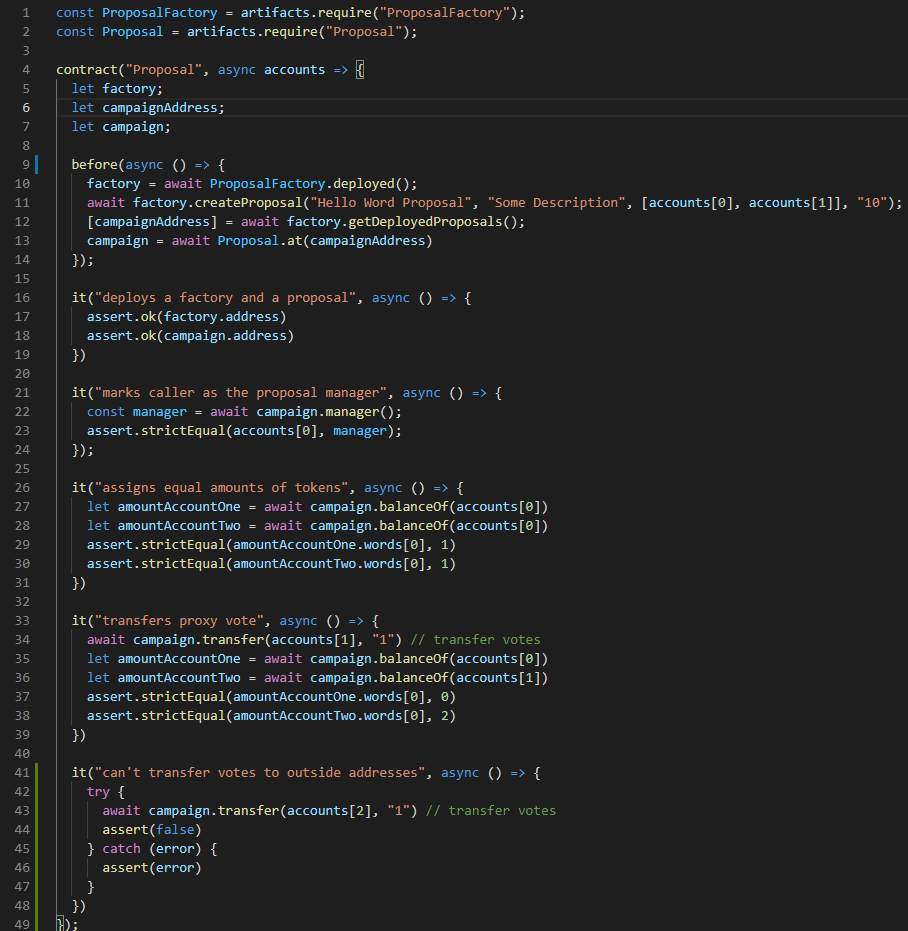 1 const ProposalFactory = artifacts.require("ProposalFactory");
2 const Proposal = artifacts.require("Proposal");
3
4 contract("Proposal", async accounts => {
5   let factory;
6   let campaignAddress;
7   let campaign;
8
9   before(async () => {
10     factory = await ProposalFactory.deployed();
11     await factory.createProposal("Hello Word Proposal", "Some Description", [accounts[0], accounts[1]], "10");
12     [campaignAddress] = await factory.getDeployedProposals();
13     campaign = await Proposal.at(campaignAddress)
14   });
15
16   it("deploys a factory and a proposal", async () => {
17     assert.ok(factory.address)
18     assert.ok(campaign.address)
19   })
20
21   it("marks caller as the proposal manager", async () => {
22     const manager = await campaign.manager();
23     assert.strictEqual(accounts[0], manager);
24   });
25
26   it("assigns equal amounts of tokens", async () => {
27     let amountAccountOne = await campaign.balanceOf(accounts[0])
28     let amountAccountTwo = await campaign.balanceOf(accounts[0])
29     assert.strictEqual(amountAccountOne.words[0], 1)
30     assert.strictEqual(amountAccountTwo.words[0], 1)
31   })
32
33   it("transfers proxy vote", async () => {
34     await campaign.transfer(accounts[1], "1") // transfer votes
35     let amountAccountOne = await campaign.balanceOf(accounts[0])
36     let amountAccountTwo = await campaign.balanceOf(accounts[1])
37     assert.strictEqual(amountAccountOne.words[0], 0)
38     assert.strictEqual(amountAccountTwo.words[0], 2)
39   })
40
41   it("can't transfer votes to outside addresses", async () => {
42     try {
43       await campaign.transfer(accounts[2], "1") // transfer votes
44       assert(false)
45     } catch (error) {
46       assert(error)
47     }
48   })
49 });